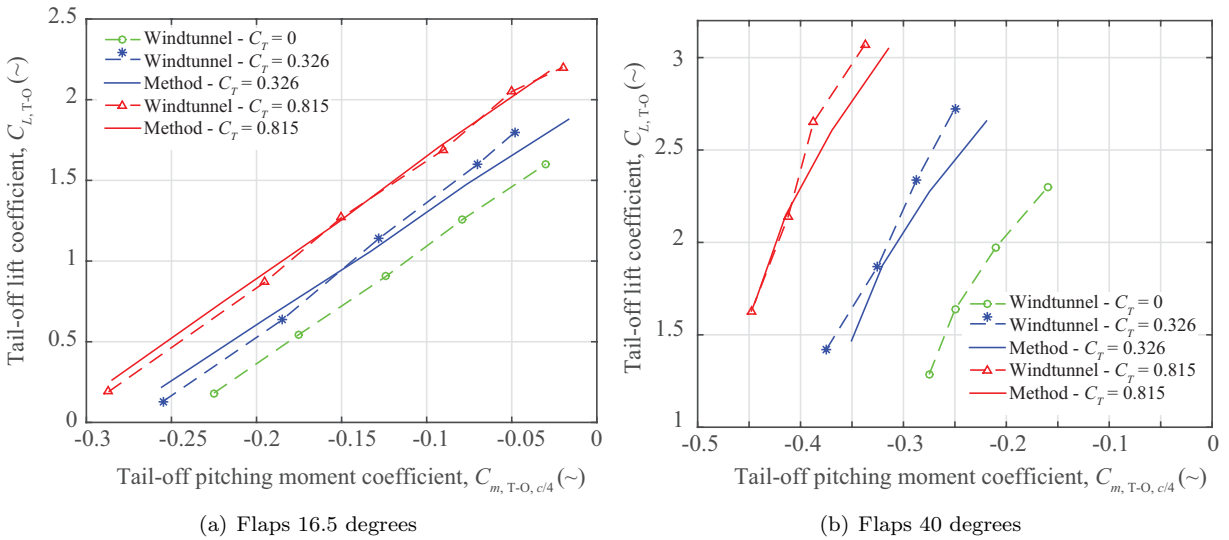 2.5
2
1.5
1
0.5
0
Tail-off lift coefficient, C_{L, T-O} (~)
Windtunnel - C_T = 0
Windtunnel - C_T = 0.326
Method - C_T = 0.326
Windtunnel - C_T = 0.815
Method - C_T = 0.815
-0.3 -0.25 -0.2 -0.15 -0.1 -0.05 0
Tail-off pitching moment coefficient, C_{m, T-O, c/4} (~)
(a) Flaps 16.5 degrees
3
2.5
2
1.5
1
Tail-off lift coefficient, C_{L, T-O} (~)
Windtunnel - C_T = 0
Windtunnel - C_T = 0.326
Method - C_T = 0.326
Windtunnel - C_T = 0.815
Method - C_T = 0.815
-0.5 -0.4 -0.3 -0.2 -0.1 0
Tail-off pitching moment coefficient, C_{m, T-O, c/4} (~)
(b) Flaps 40 degrees